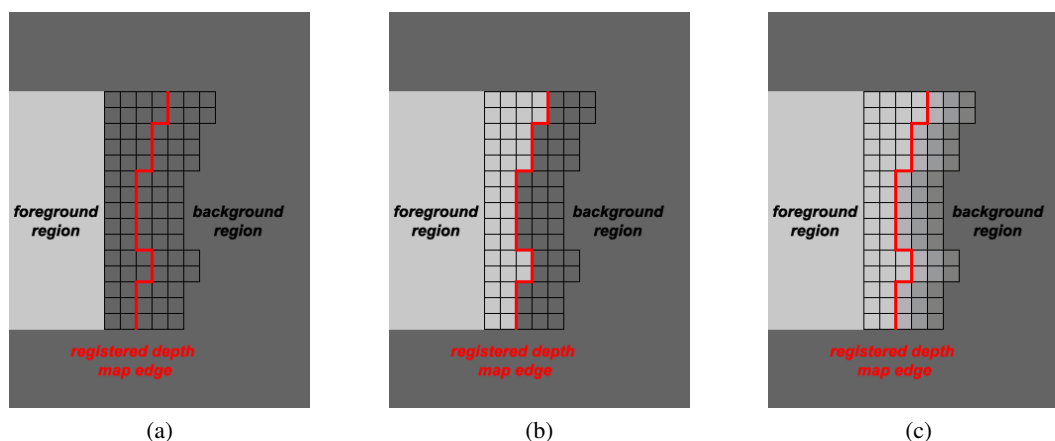 foreground
region
background
region
registered depth
map edge
(a)
foreground
region
background
region
registered depth
map edge
(b)
foreground
region
background
region
registered depth
map edge
(c)